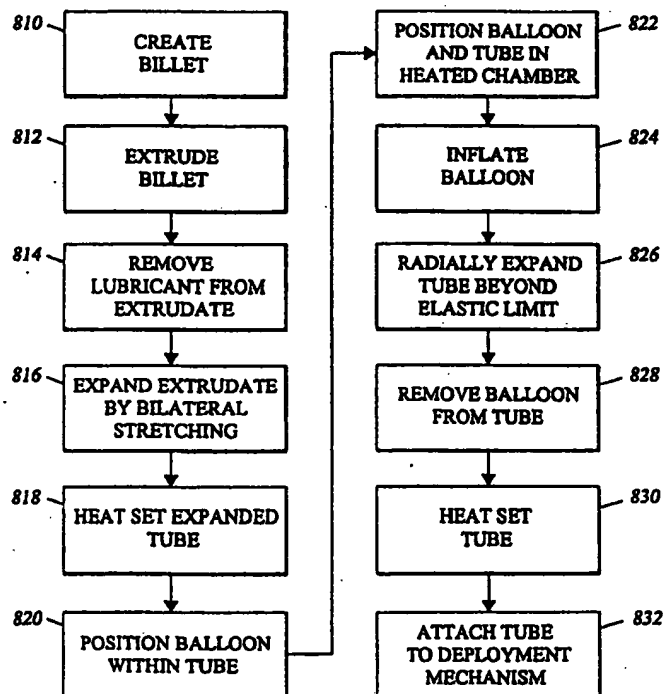 810
CREATE
BILLET
812
EXTRUDE
BILLET
814
REMOVE
LUBRICANT FROM
EXTRUDATE
816
EXPAND EXTRUDATE
BY BILATERAL
STRETCHING
818
HEAT SET EXPANDED
TUBE
820
POSITION BALLOON
WITHIN TUBE
822
POSITION BALLOON
AND TUBE IN
HEATED CHAMBER
824
INFLATE
BALLOON
826
RADIALLY EXPAND
TUBE BEYOND
ELASTIC LIMIT
828
REMOVE BALLOON
FROM TUBE
830
HEAT SET
TUBE
832
ATTACH TUBE
TO DEPLOYMENT
MECHANISM